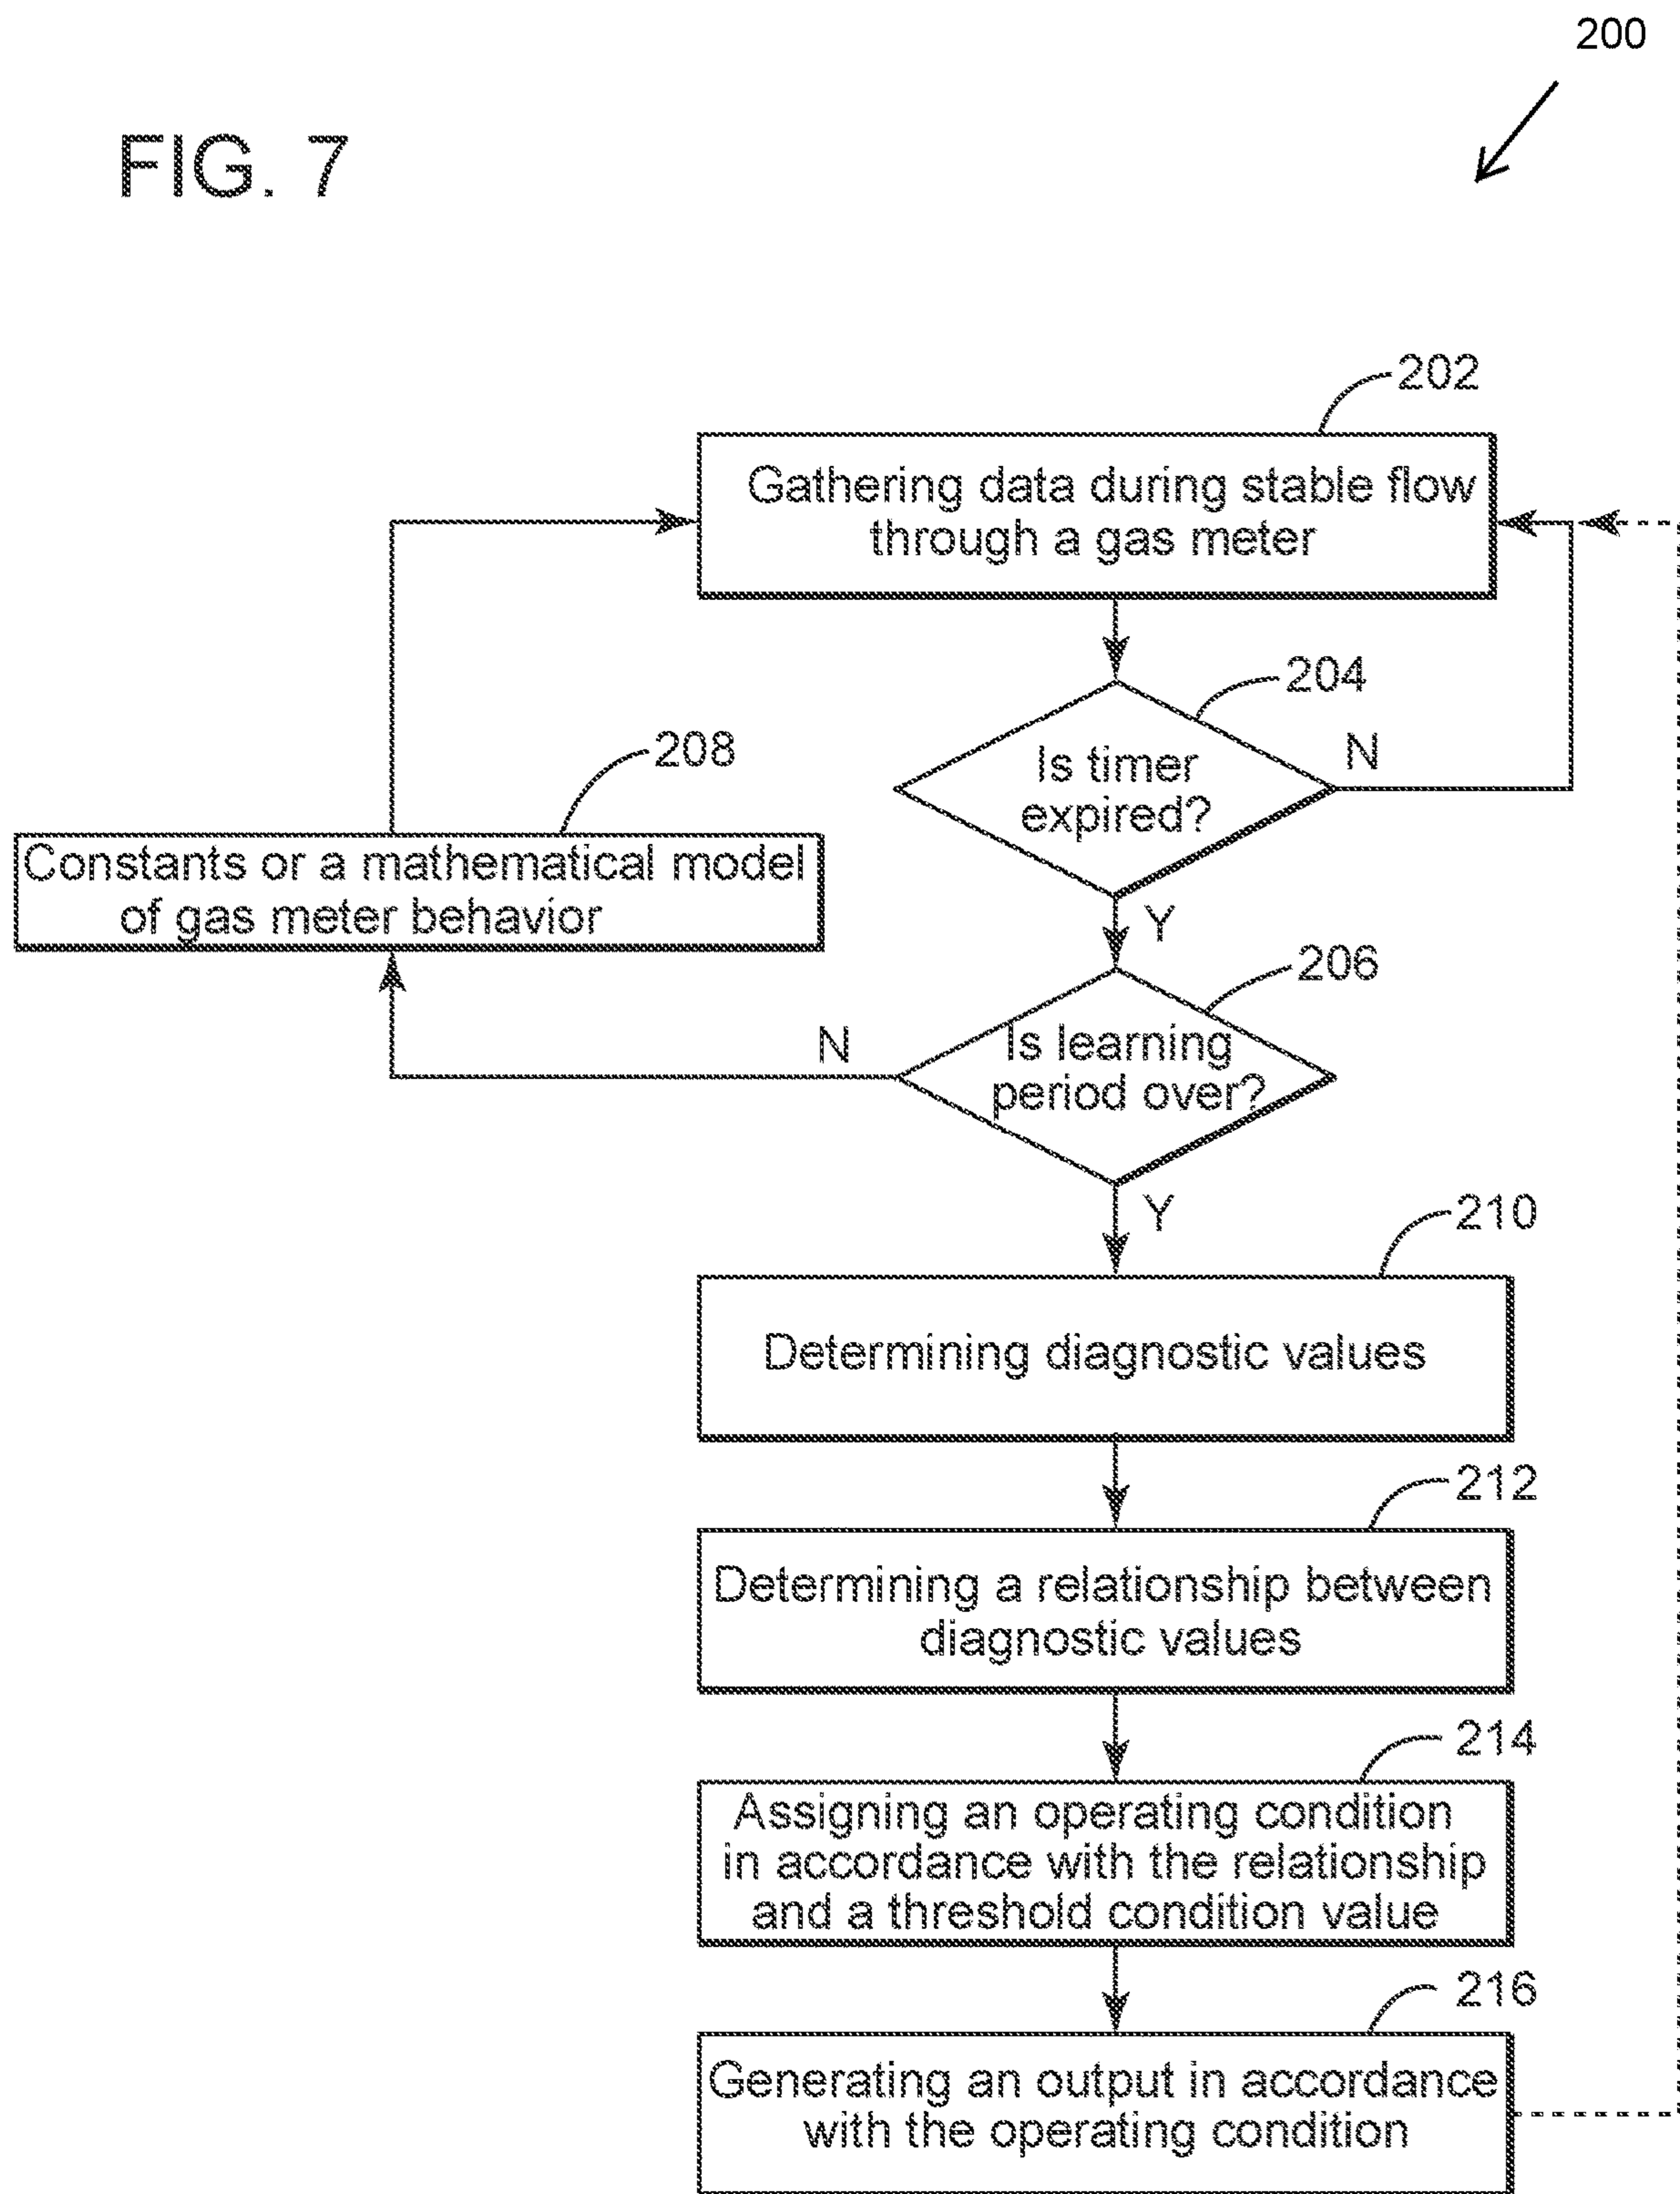 200
FIG. 7
202
Gathering data during stable flow
through a gas meter
204
Is timer
expired?
N
Y
208
Constants or a mathematical model
of gas meter behavior
206
Is learning
period over?
N
Y
210
Determining diagnostic values
212
Determining a relationship between
diagnostic values
214
Assigning an operating condition
in accordance with the relationship
and a threshold condition value
216
Generating an output in accordance
with the operating condition